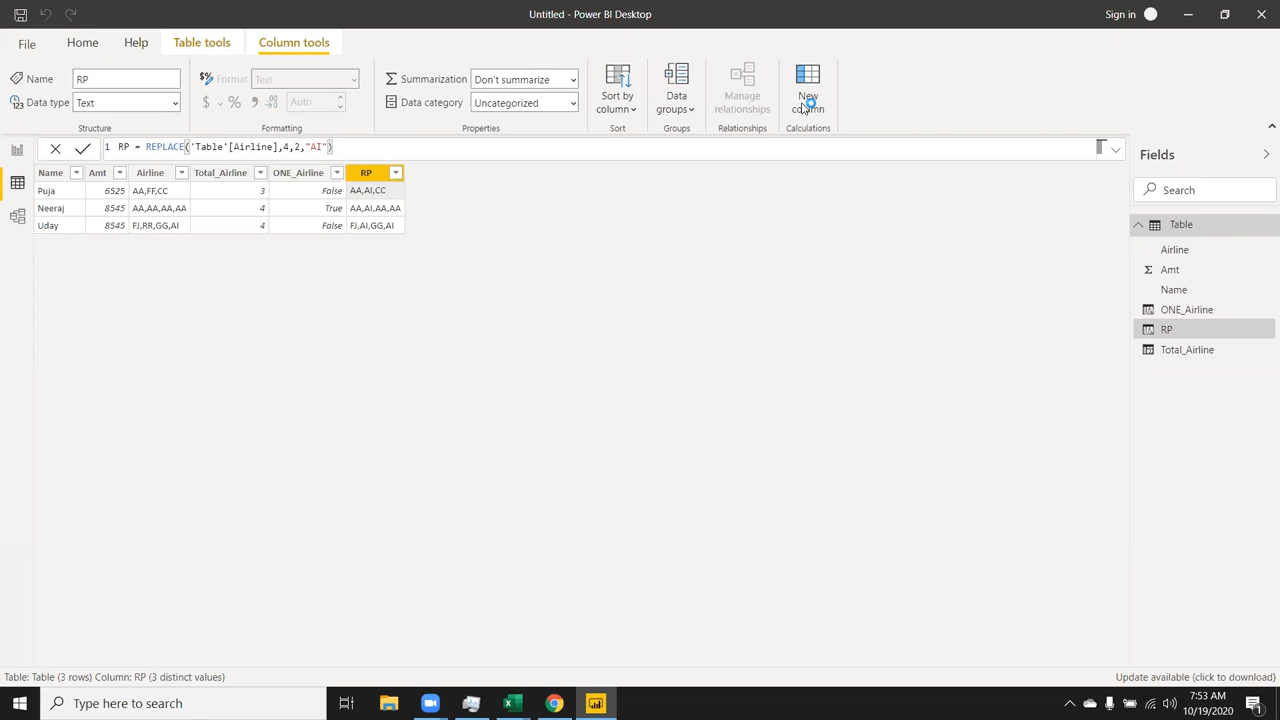 Untitled - Power BI Desktop
Sign in
File
Home
Help
Table tools
Column tools
Name
RP
Data type
Text
Structure
Format
Text
$
%
Auto
Formatting
Summarization
Don't summarize
Data category
Uncategorized
Properties
Sort by
column
Sort
Data
groups
Groups
Manage
relationships
Relationships
New
column
Calculations
1 RP = REPLACE('Table'[Airline],4,2,"AI")
Name Amt Airline Total_Airline ONE_Airline RP
Puja 6525 AA,FF,CC 3 False AA,AI,CC
Neeraj 8545 AA,AA,AA,AA 4 True AA,AI,AA,AA
Uday 8545 FJ,RR,GG,AI 4 False FJ,AI,GG,AI
Fields
Search
Table
Airline
Σ Amt
Name
ONE_Airline
RP
Total_Airline
Table: Table (3 rows) Column: RP (3 distinct values)
Update available (click to download)
Type here to search
7:53 AM
10/19/2020
1